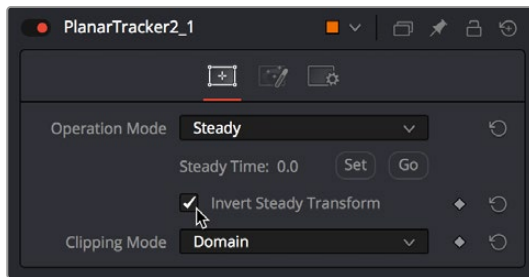 PlanarTracker2_1
Operation Mode Steady
Steady Time: 0.0 Set Go
Invert Steady Transform
Clipping Mode Domain